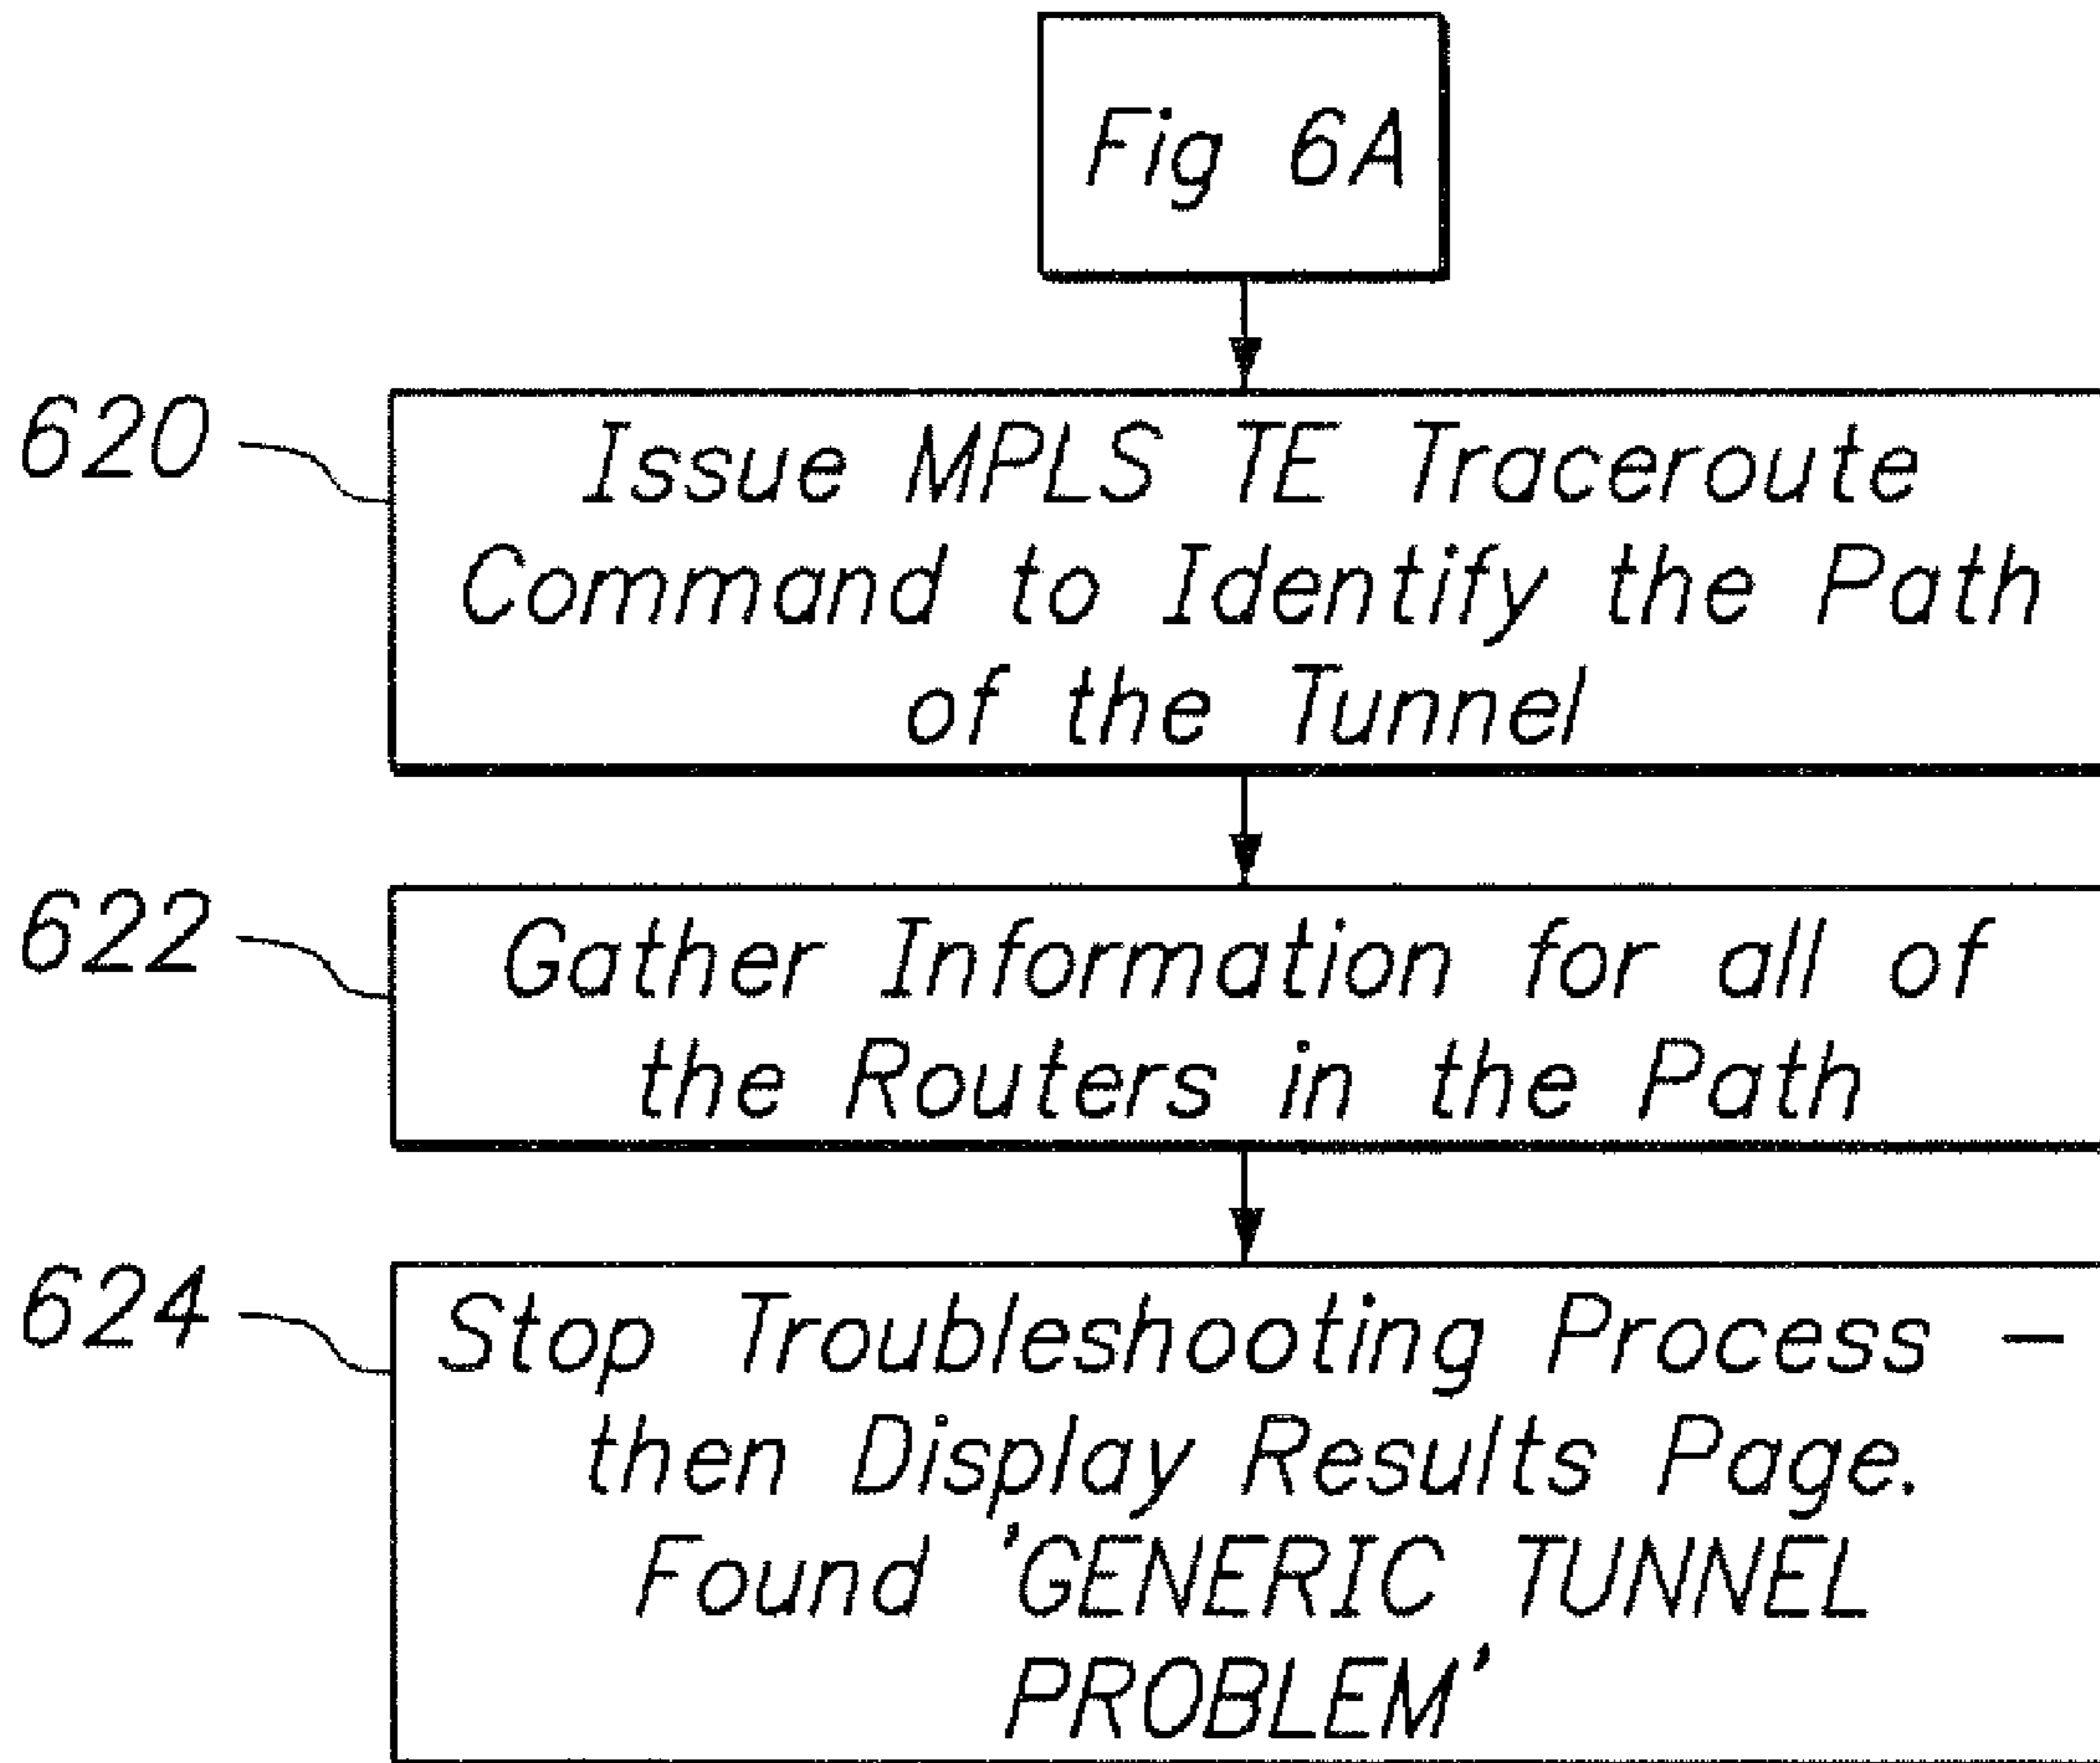 Fig 6A
620
Issue MPLS TE Traceroute
Command to Identify the Path
of the Tunnel
622
Gather Information for all of
the Routers in the Path
624
Stop Troubleshooting Process –
then Display Results Page.
Found 'GENERIC TUNNEL
PROBLEM'